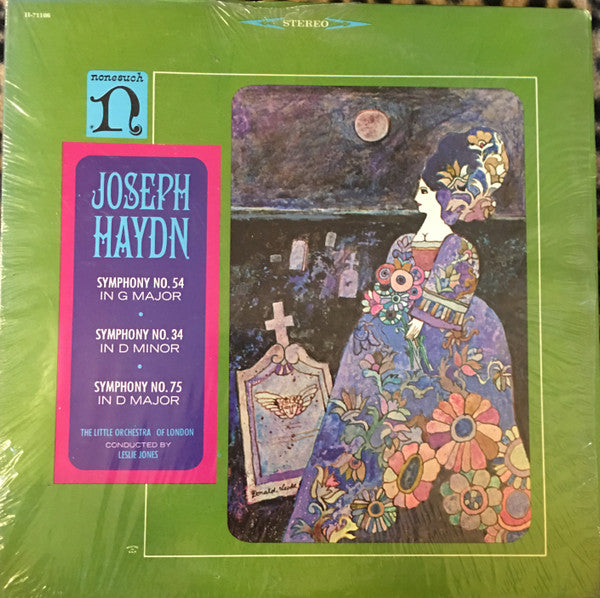 H-71106
STEREO
nonesuch
n
JOSEPH
HAYDN
SYMPHONY NO. 54
IN G MAJOR
•
SYMPHONY NO. 34
IN D MINOR
•
SYMPHONY NO. 75
IN D MAJOR
THE LITTLE ORCHESTRA OF LONDON
CONDUCTED BY
LESLIE JONES